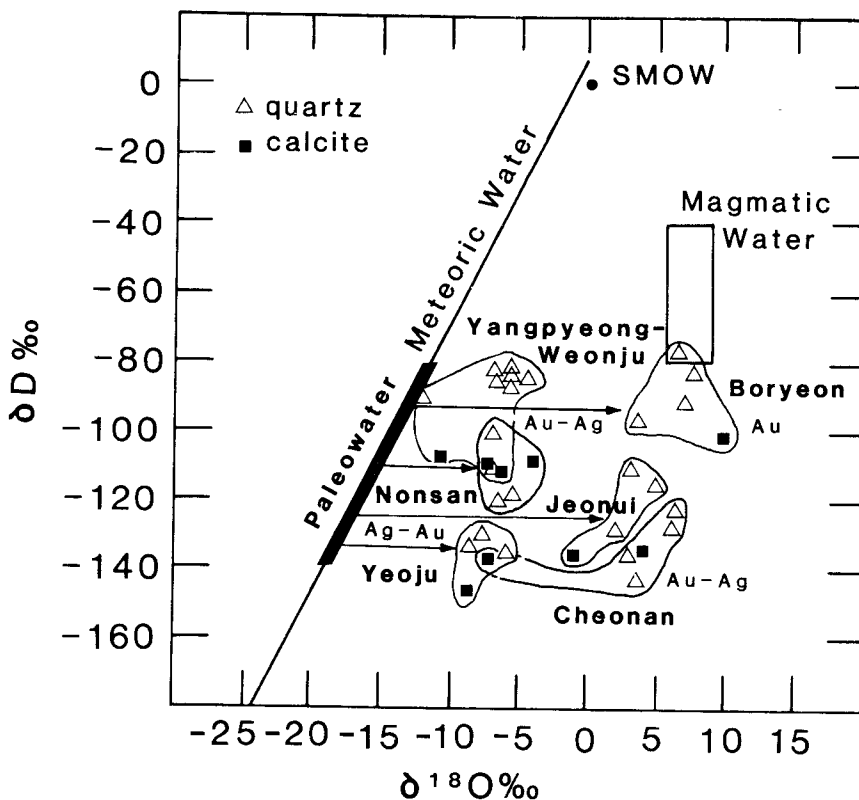 0
-20
-40
-60
-80
-100
-120
-140
-160
δD‰
SMOW
△ quartz
■ calcite
Meteoric Water
Paleowater
Magmatic
Water
Yangpyeong-
Weonju
Boryeon
Au
Au-Ag
Nonsan
Jeonui
Ag-Au
Yeoju
Au-Ag
Cheonan
-25 -20 -15 -10 -5 0 5 10 15
δ¹⁸O‰